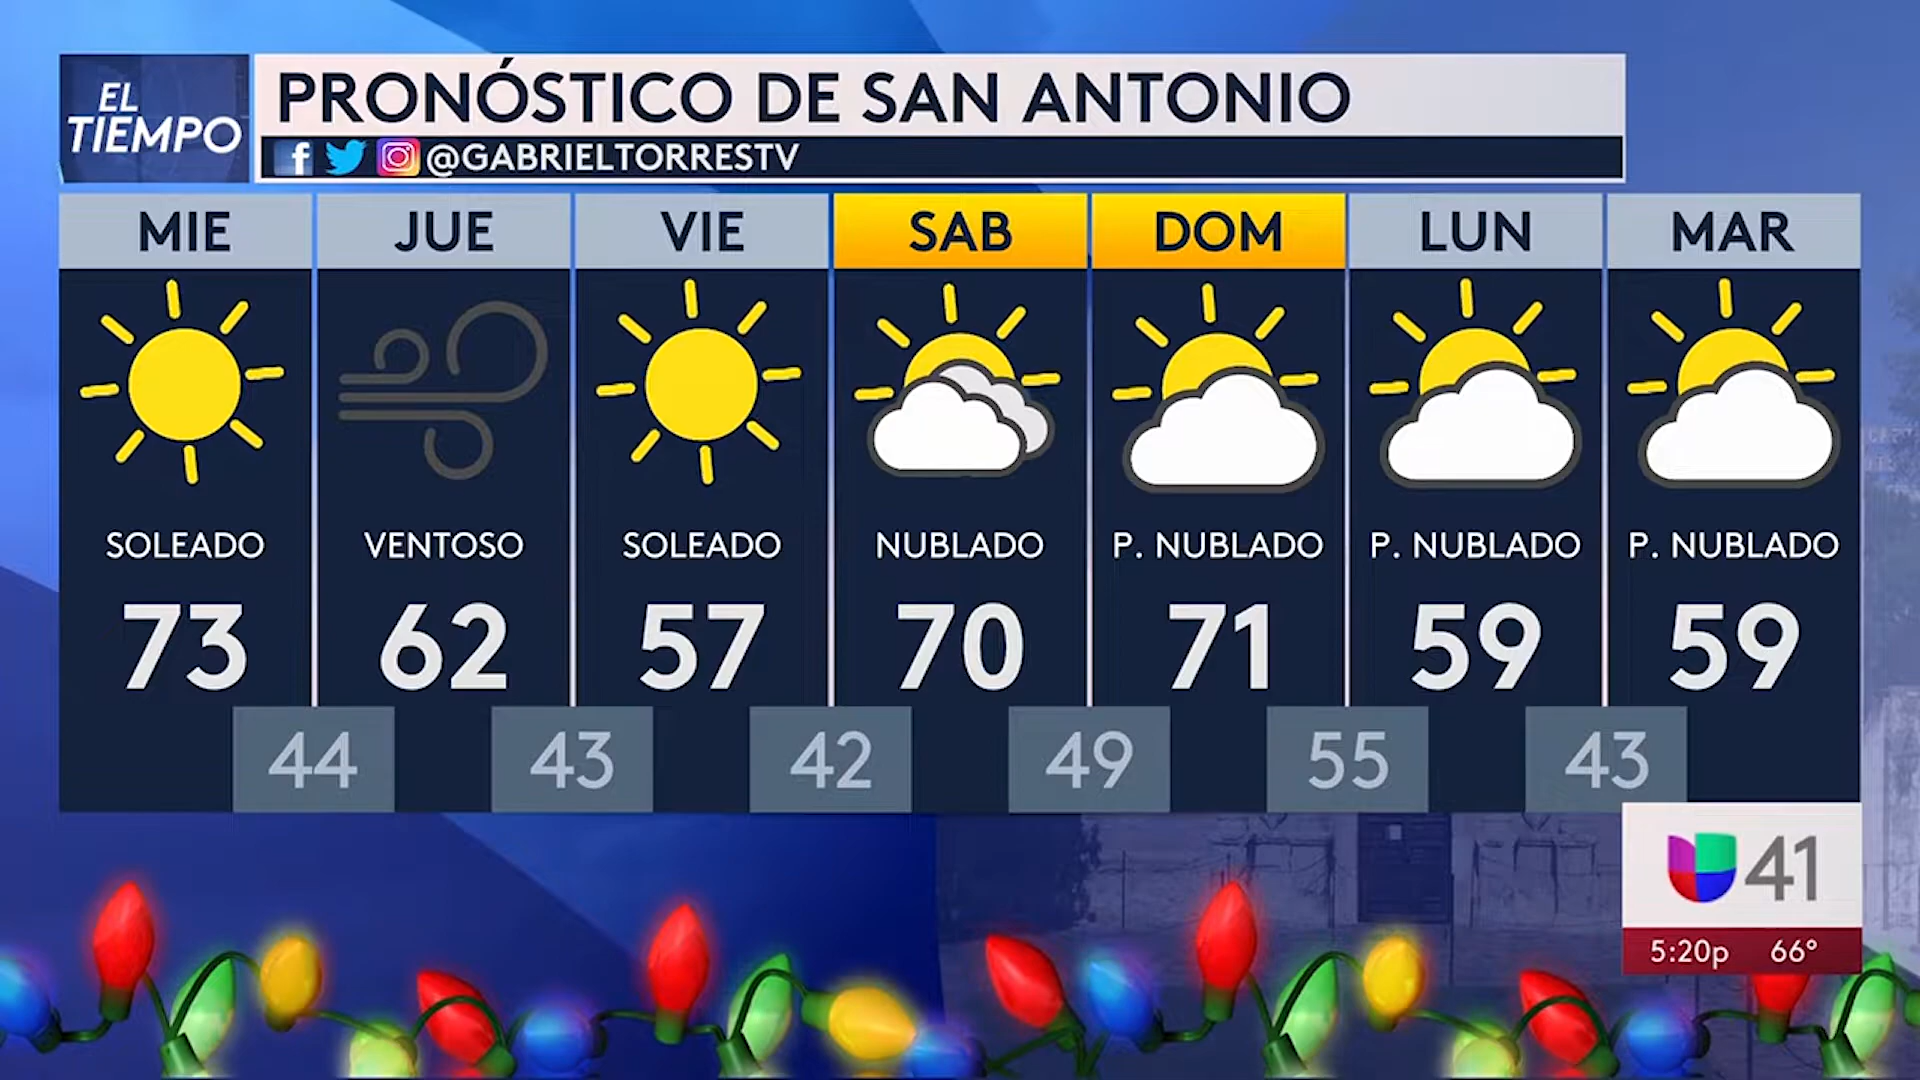 EL
TIEMPO
PRONÓSTICO DE SAN ANTONIO
@GABRIELTORRESTV
MIE JUE VIE SAB DOM LUN MAR
SOLEADO VENTOSO SOLEADO NUBLADO P. NUBLADO P. NUBLADO P. NUBLADO
73 62 57 70 71 59 59
44 43 42 49 55 43
41
5:20p 66°